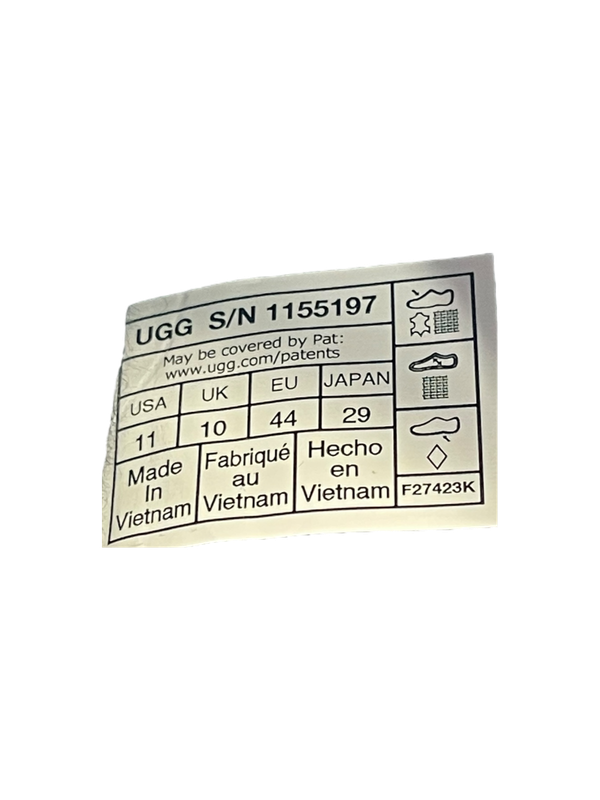 UGG S/N 1155197
May be covered by Pat:
www.ugg.com/patents
USA UK EU JAPAN
11 10 44 29
Made In Vietnam
Fabriqué au Vietnam
Hecho en Vietnam
F27423K